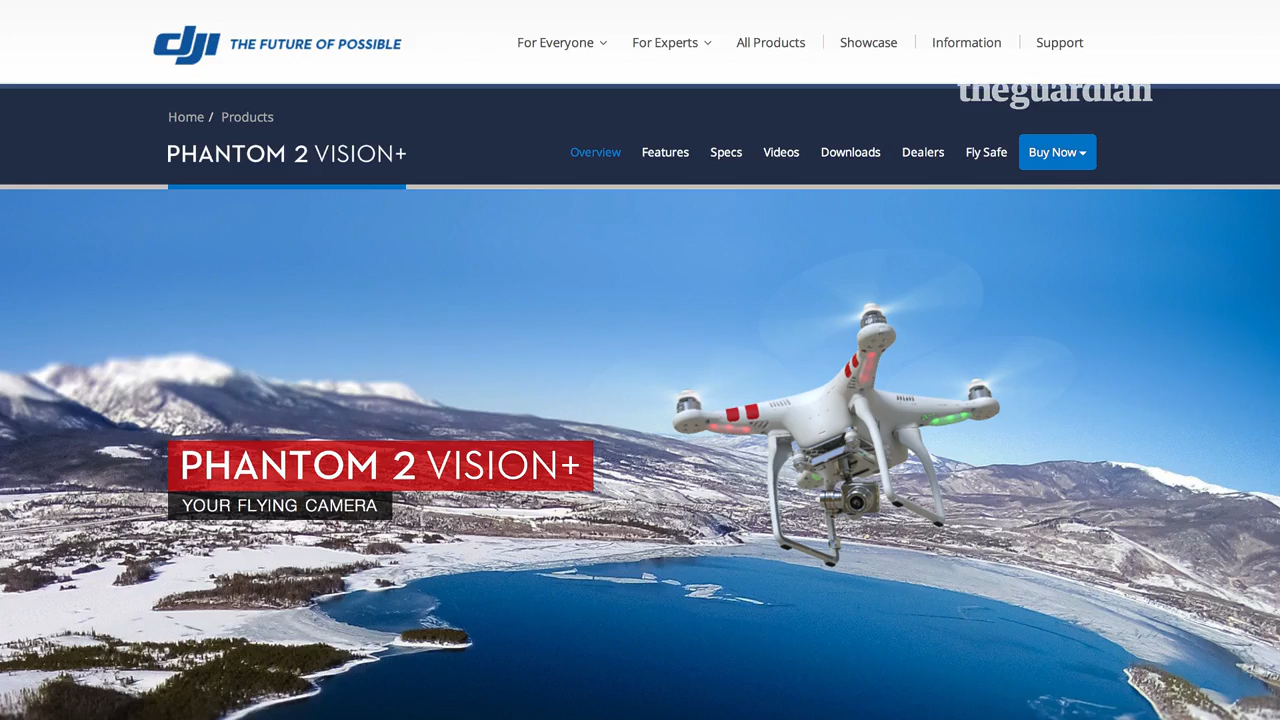 dji THE FUTURE OF POSSIBLE
For Everyone For Experts All Products Showcase Information Support
theguardian
Home / Products
PHANTOM 2 VISION+
Overview Features Specs Videos Downloads Dealers Fly Safe Buy Now
PHANTOM 2 VISION+
YOUR FLYING CAMERA